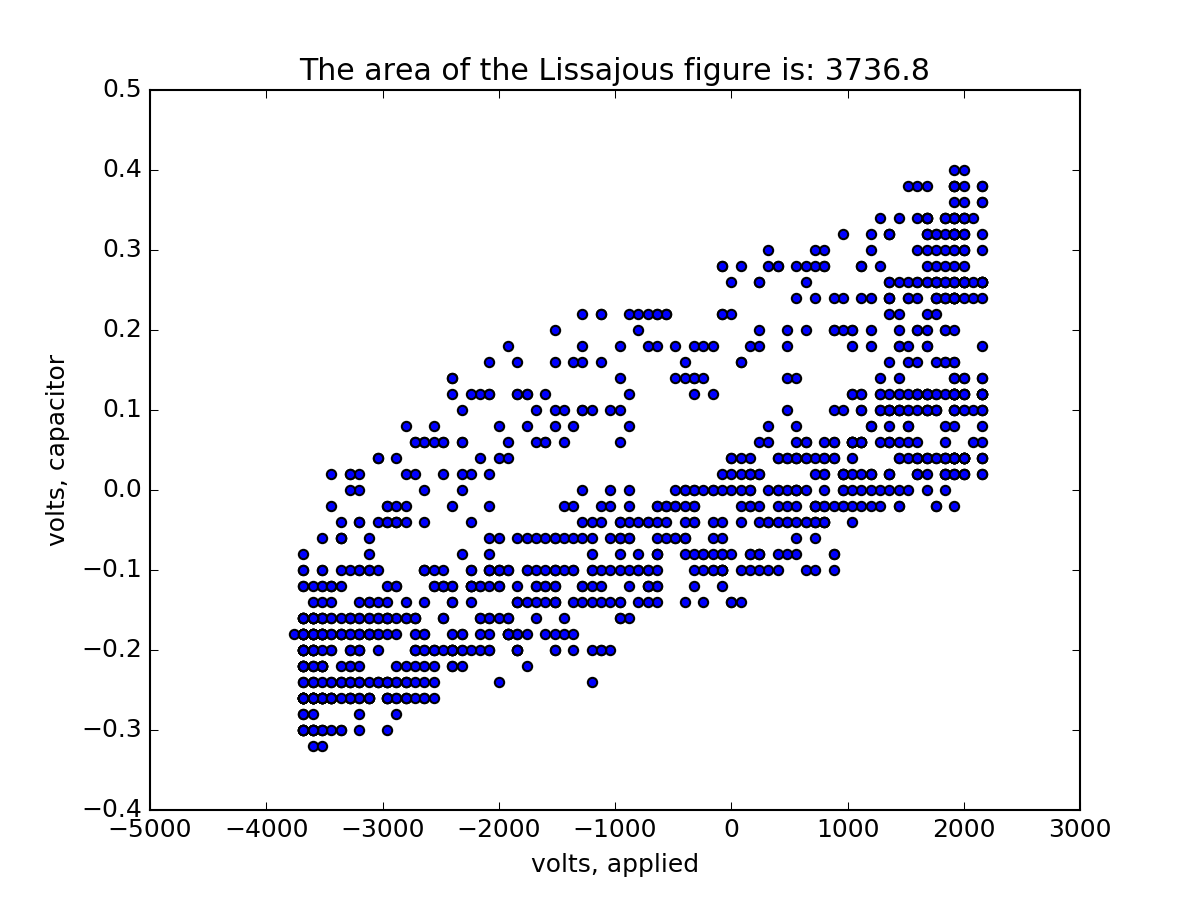 The area of the Lissajous figure is: 3736.8
0.5
0.4
0.3
0.2
0.1
0.0
−0.1
−0.2
−0.3
−0.4
volts, capacitor
−5000 −4000 −3000 −2000 −1000 0 1000 2000 3000
volts, applied